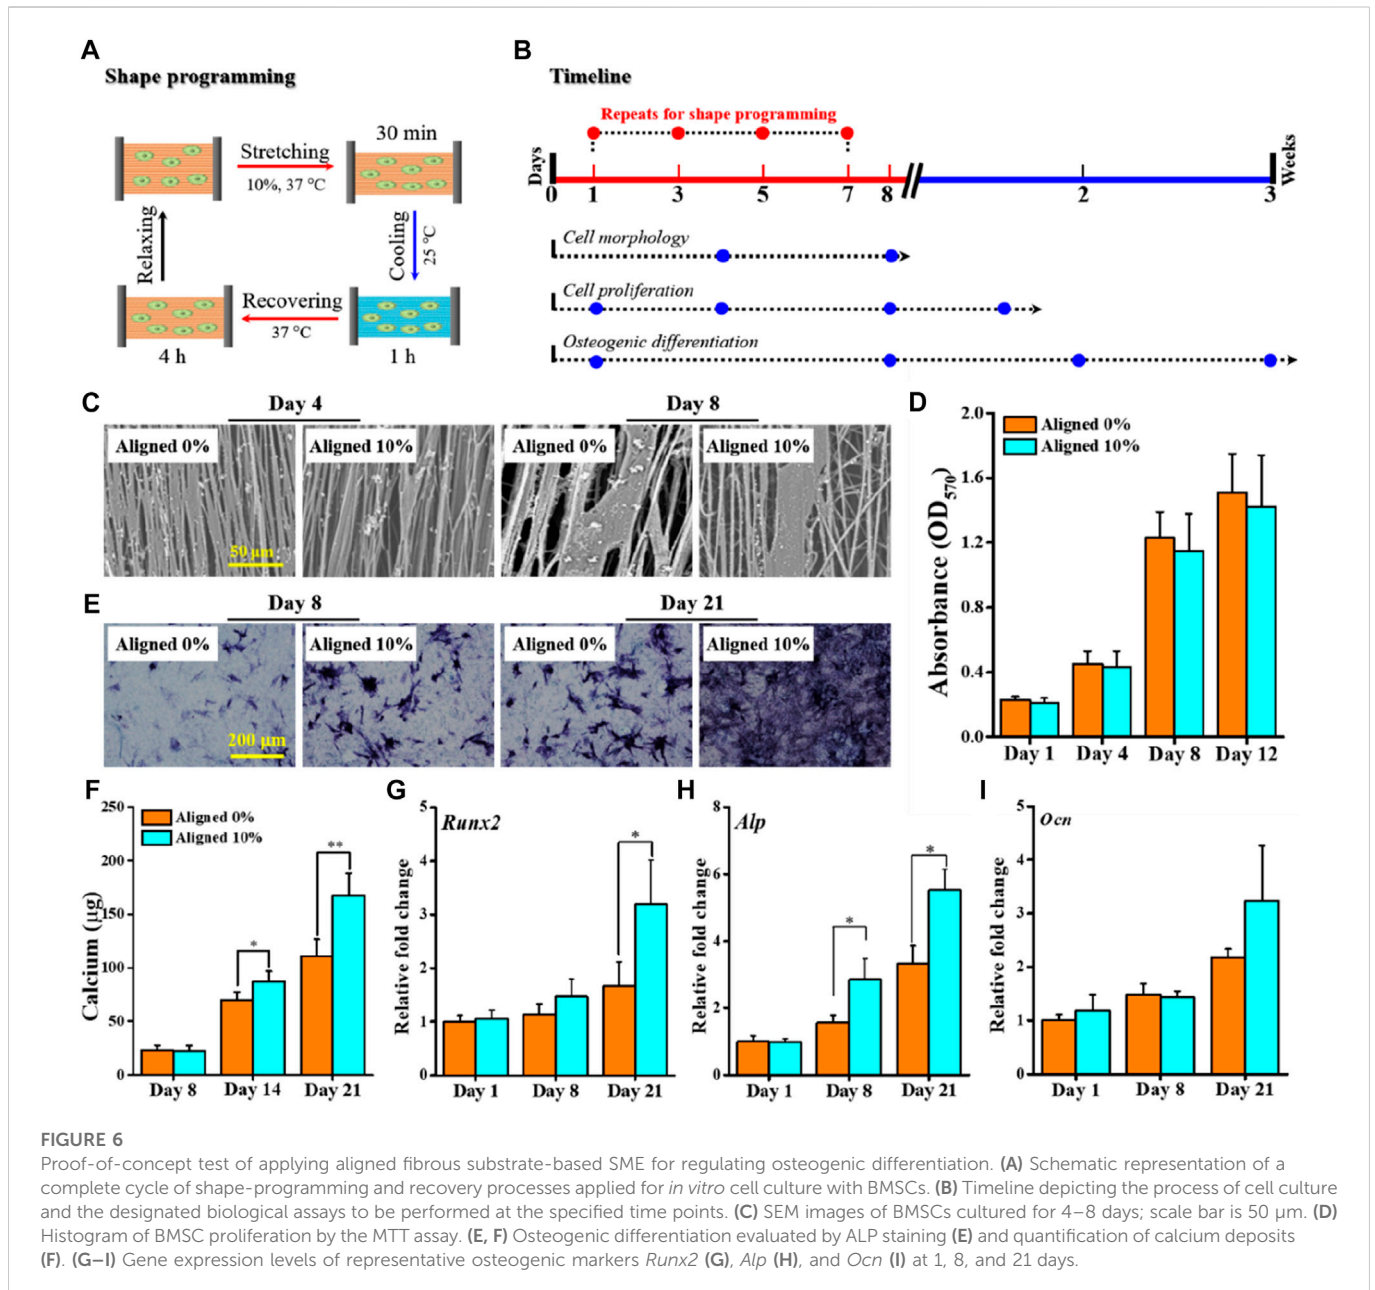 A
Shape programming
30 min
Stretching
10%, 37 °C
Relaxing
Cooling
25 °C
Recovering
37 °C
4 h
1 h
B
Timeline
Repeats for shape programming
Days
Weeks
0 1 3 5 7 8 2 3
Cell morphology
Cell proliferation
Osteogenic differentiation
C
Day 4
Day 8
Aligned 0%
Aligned 10%
Aligned 0%
Aligned 10%
50 µm
D
Absorbance (OD570)
2.0
1.6
1.2
0.8
0.4
0.0
Aligned 0%
Aligned 10%
Day 1 Day 4 Day 8 Day 12
E
Day 8
Day 21
Aligned 0%
Aligned 10%
Aligned 0%
Aligned 10%
200 µm
F
Calcium (µg)
250
200
150
100
50
0
Aligned 0%
Aligned 10%
*
**
Day 8 Day 14 Day 21
G
Runx2
Relative fold change
5
4
3
2
1
0
*
Day 1 Day 8 Day 21
H
Alp
Relative fold change
8
6
4
2
0
*
*
Day 1 Day 8 Day 21
I
Ocn
Relative fold change
5
4
3
2
1
0
Day 1 Day 8 Day 21
FIGURE 6
Proof-of-concept test of applying aligned fibrous substrate-based SME for regulating osteogenic differentiation. (A) Schematic representation of a
complete cycle of shape-programming and recovery processes applied for in vitro cell culture with BMSCs. (B) Timeline depicting the process of cell culture
and the designated biological assays to be performed at the specified time points. (C) SEM images of BMSCs cultured for 4–8 days; scale bar is 50 µm. (D)
Histogram of BMSC proliferation by the MTT assay. (E, F) Osteogenic differentiation evaluated by ALP staining (E) and quantification of calcium deposits
(F). (G–I) Gene expression levels of representative osteogenic markers Runx2 (G), Alp (H), and Ocn (I) at 1, 8, and 21 days.